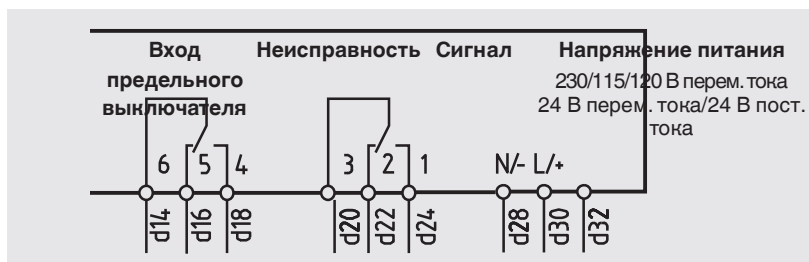 Вход Неисправность Сигнал Напряжение питания
предельного 230/115/120 В перем. тока
выключателя 24 В перем. тока/24 В пост.
тока
6 5 4 3 2 1 N/- L/+
d14 d16 d18 d20 d22 d24 d28 d30 d32